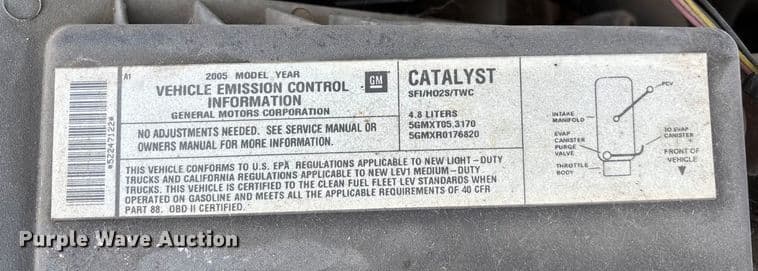 A1
2005 MODEL YEAR
VEHICLE EMISSION CONTROL
INFORMATION
GENERAL MOTORS CORPORATION
GM
NO ADJUSTMENTS NEEDED. SEE SERVICE MANUAL OR
OWNERS MANUAL FOR MORE INFORMATION.
CATALYST
SFI/HO2S/TWC
4.8 LITERS
5GMXT05.3170
5GMXR0176820
THIS VEHICLE CONFORMS TO U.S. EPA REGULATIONS APPLICABLE TO NEW LIGHT-DUTY
TRUCKS AND CALIFORNIA REGULATIONS APPLICABLE TO NEW LEV1 MEDIUM-DUTY
TRUCKS. THIS VEHICLE IS CERTIFIED TO THE CLEAN FUEL FLEET LEV STANDARDS WHEN
OPERATED ON GASOLINE AND MEETS ALL THE APPLICABLE REQUIREMENTS OF 40 CFR
PART 88. OBD II CERTIFIED.
PCV
INTAKE
MANIFOLD
EVAP
CANISTER
PURGE
VALVE
THROTTLE
BODY
TO EVAP
CANISTER
FRONT OF
VEHICLE
Purple Wave Auction